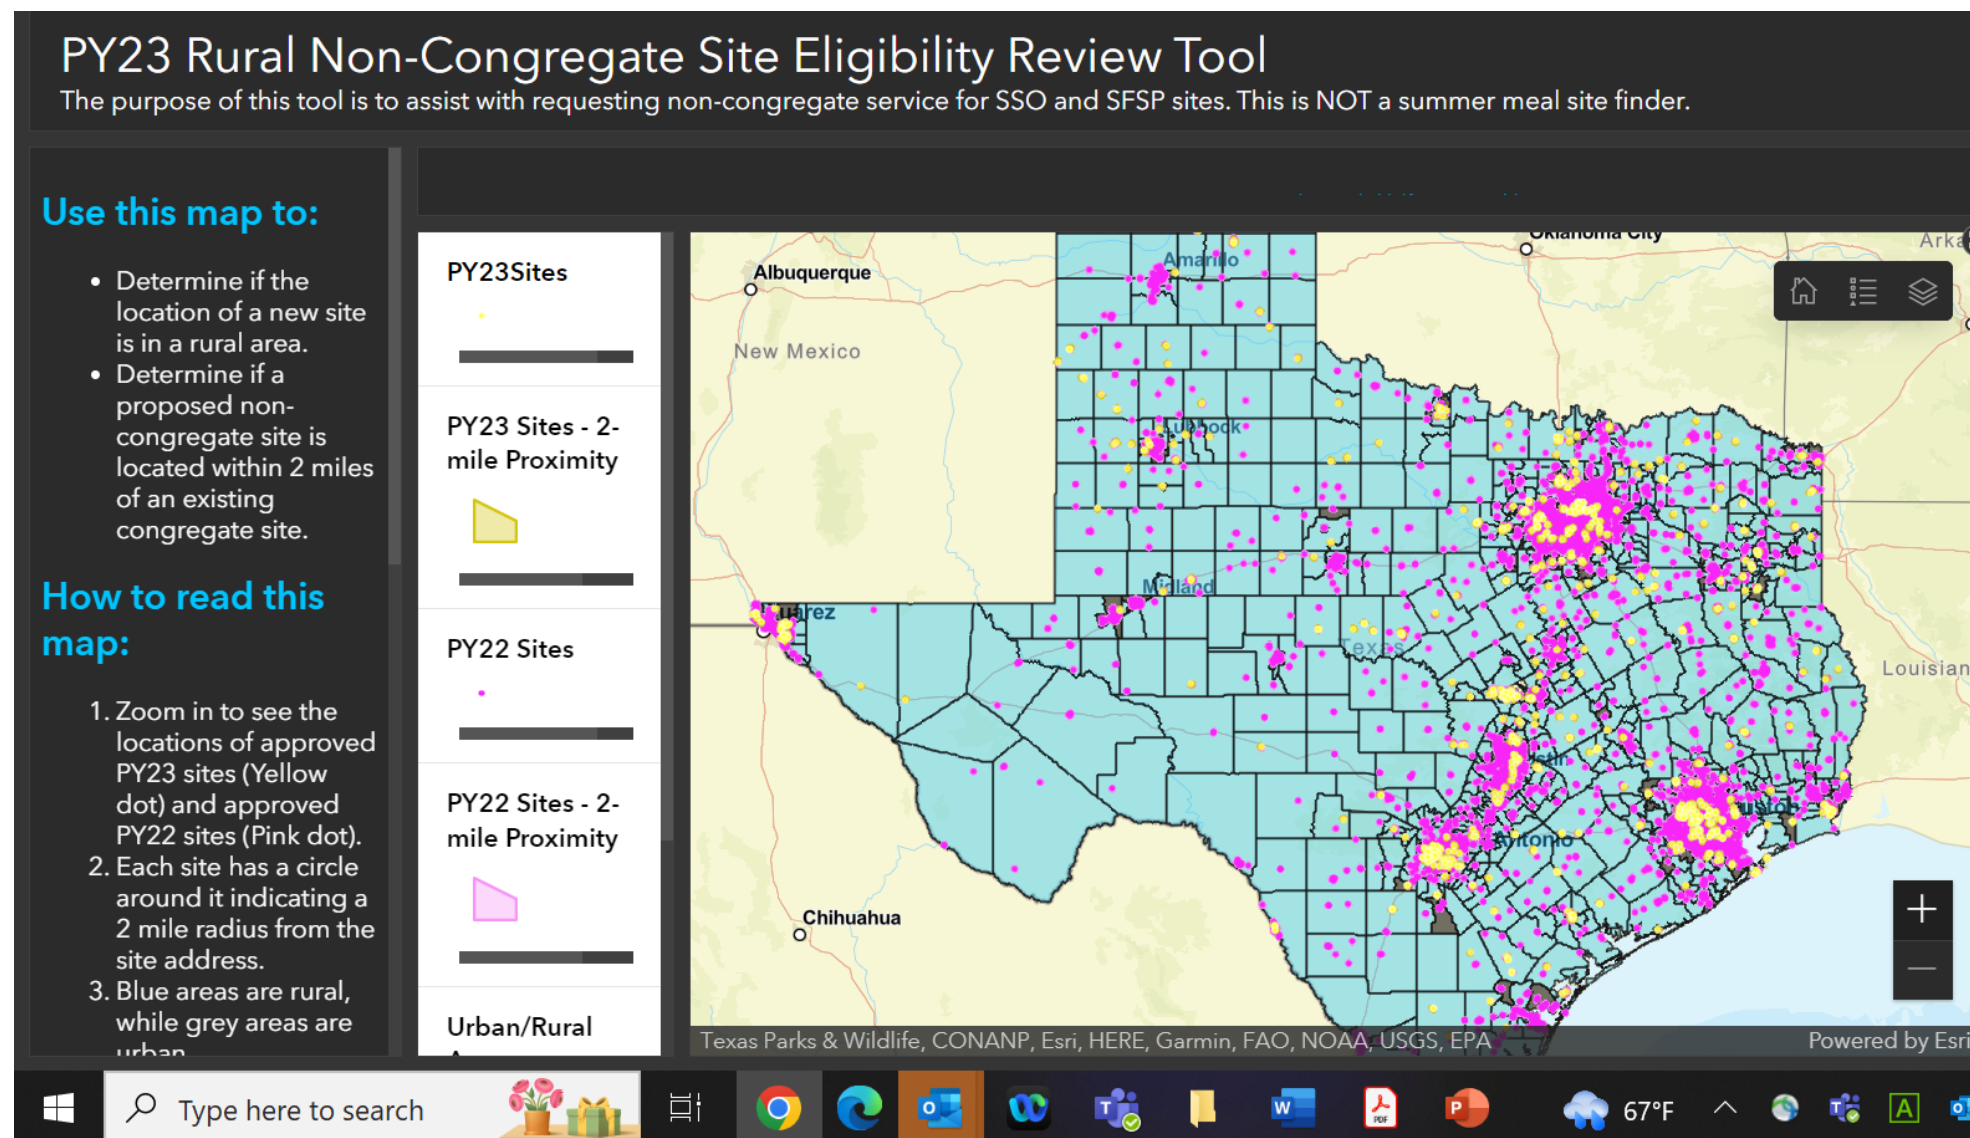 PY23 Rural Non-Congregate Site Eligibility Review Tool
The purpose of this tool is to assist with requesting non-congregate service for SSO and SFSP sites. This is NOT a summer meal site finder.
Use this map to:
• Determine if the
location of a new site
is in a rural area.
• Determine if a
proposed non-
congregate site is
located within 2 miles
of an existing
congregate site.
How to read this
map:
1. Zoom in to see the
locations of approved
PY23 sites (Yellow
dot) and approved
PY22 sites (Pink dot).
2. Each site has a circle
around it indicating a
2 mile radius from the
site address.
3. Blue areas are rural,
while grey areas are
urban
PY23Sites
PY23 Sites - 2-
mile Proximity
PY22 Sites
PY22 Sites - 2-
mile Proximity
Urban/Rural
Oklahoma City
Arka
Albuquerque
Amarillo
New Mexico
Lubbock
Midland
Juarez
Texas
Louisian
Austin
Houston
Antonio
Chihuahua
Texas Parks & Wildlife, CONANP, Esri, HERE, Garmin, FAO, NOAA, USGS, EPA
Powered by Esri
Type here to search
67°F